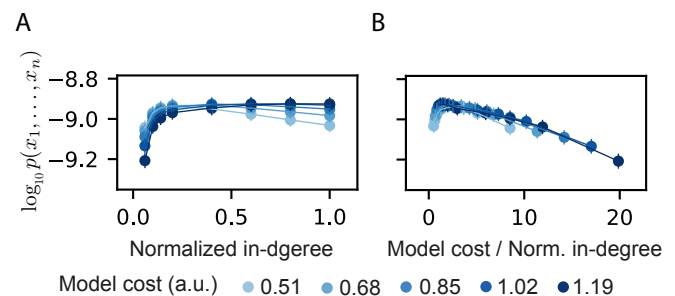 A
B
log₁₀ p(x₁, . . . , xₙ)
−8.8
−9.0
−9.2
0.0
0.5
1.0
0
10
20
Normalized in-dgeree
Model cost / Norm. in-degree
Model cost (a.u.) 0.51 0.68 0.85 1.02 1.19